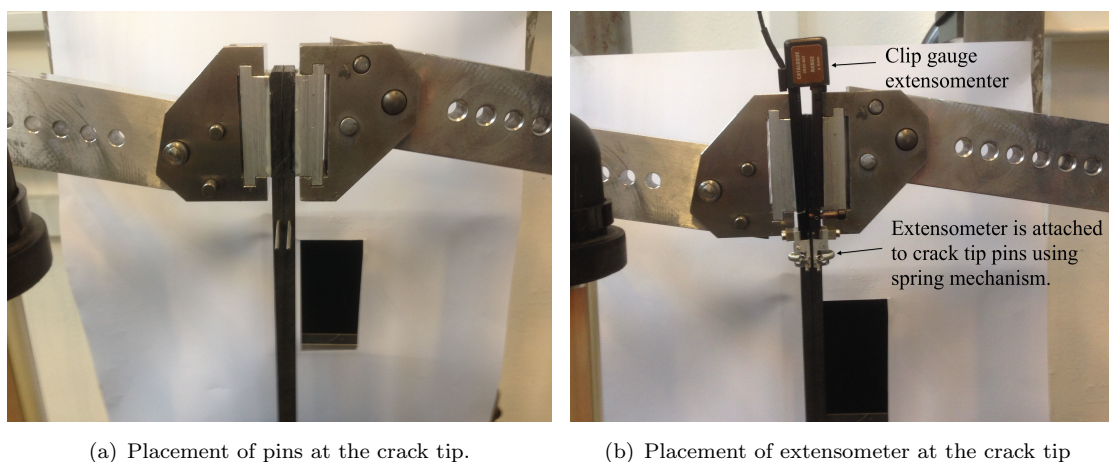 Clip gauge
extensomenter
Extensometer is attached
to crack tip pins using
spring mechanism.
(a) Placement of pins at the crack tip.
(b) Placement of extensometer at the crack tip